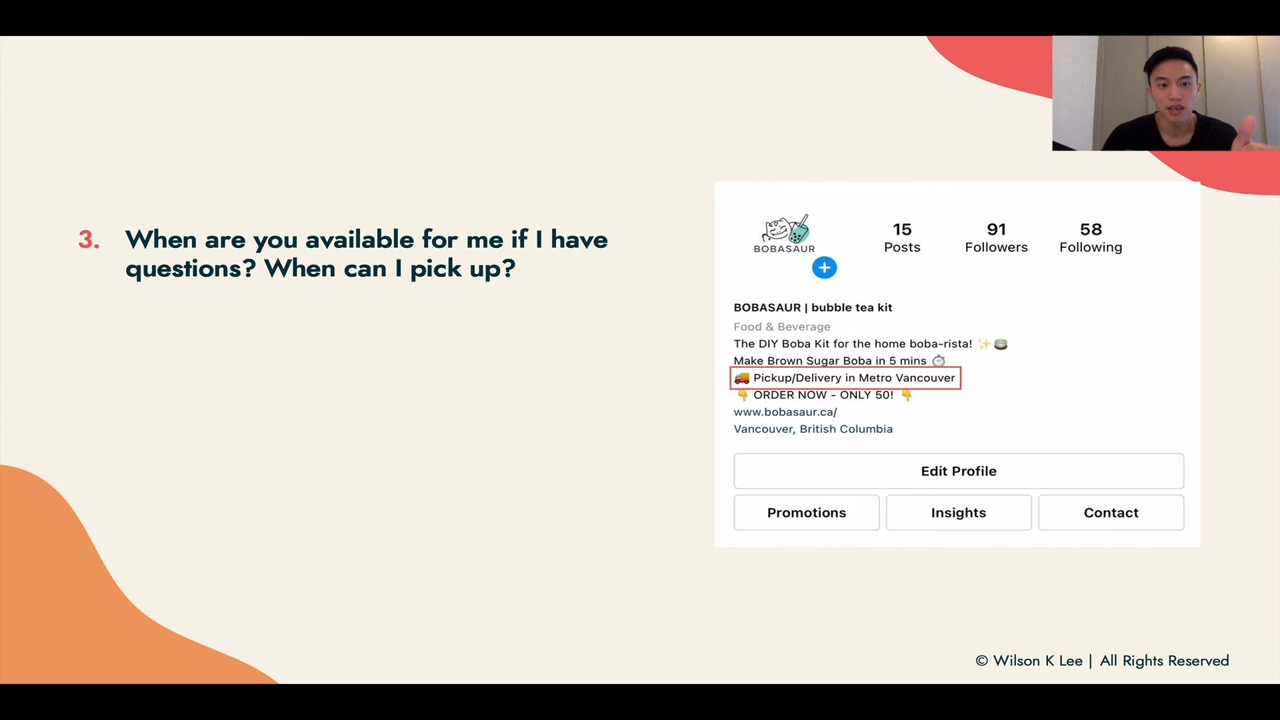 3. When are you available for me if I have
questions? When can I pick up?
BOBASAUR
15
Posts
91
Followers
58
Following
BOBASAUR | bubble tea kit
Food & Beverage
The DIY Boba Kit for the home boba-rista! ✨🍵
Make Brown Sugar Boba in 5 mins ⏱
🚚 Pickup/Delivery in Metro Vancouver
👇 ORDER NOW - ONLY 50! 👇
www.bobasaur.ca/
Vancouver, British Columbia
Edit Profile
Promotions
Insights
Contact
© Wilson K Lee | All Rights Reserved